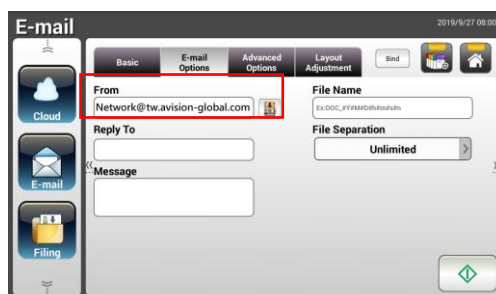 E-mail
2019/9/27 08:00
Basic
E-mail
Options
Advanced
Options
Layout
Adjustment
Bind
Cloud
E-mail
Filing
From
Network@tw.avision-global.com
Reply To
Message
File Name
File Separation
Unlimited